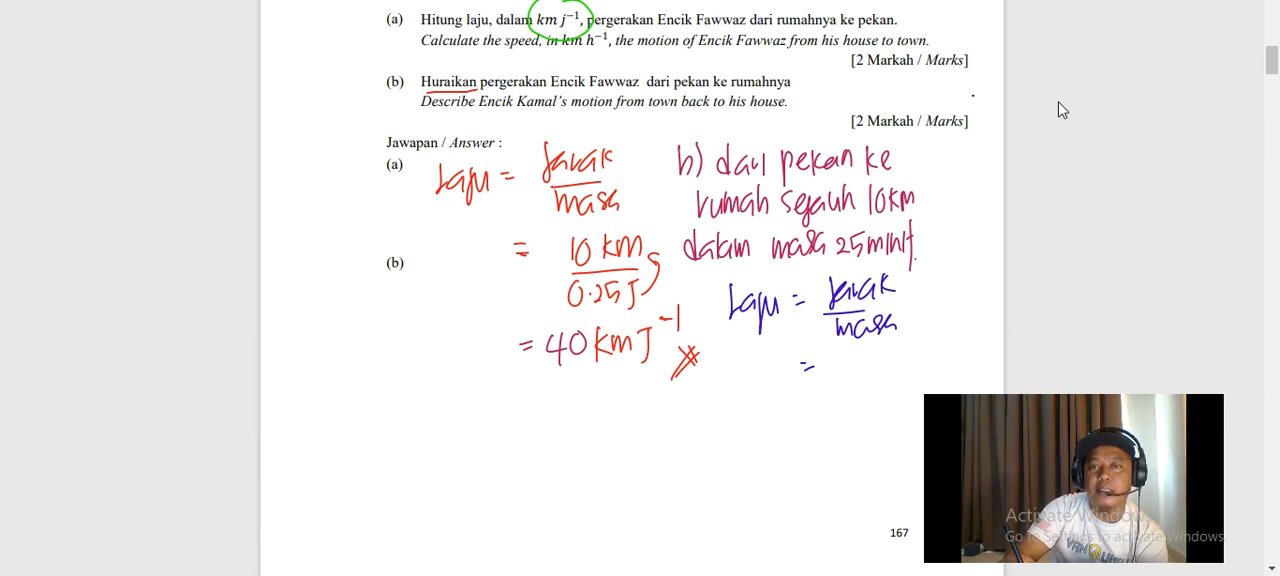 (a) Hitung laju, dalam km j⁻¹, pergerakan Encik Fawwaz dari rumahnya ke pekan.
Calculate the speed, in km h⁻¹, the motion of Encik Fawwaz from his house to town.
[2 Markah / Marks]
(b) Huraikan pergerakan Encik Fawwaz dari pekan ke rumahnya
Describe Encik Kamal's motion from town back to his house.
[2 Markah / Marks]
Jawapan / Answer :
(a)
Laju = Jarak
masa
= 10 km
0.25 J
= 40 km J⁻¹
(b)
b) dari pekan ke
rumah sejauh 10km
dalam masa 25 minit.
Laju = Jarak
masa
=
167
Activate Windows
Go to Settings to activate Windows.